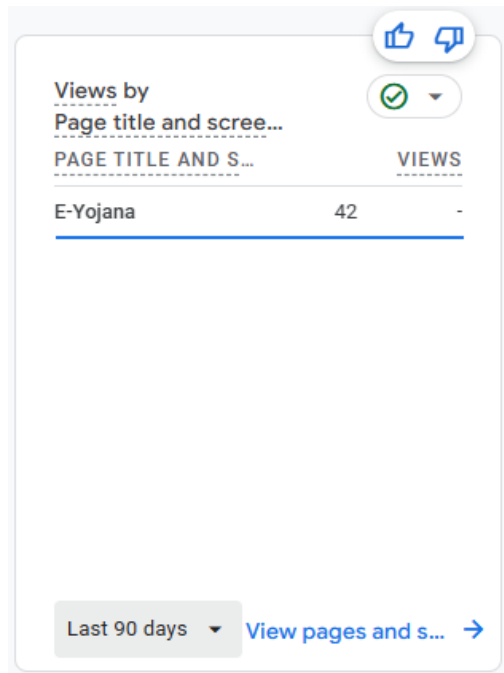 Views by
Page title and scree...
PAGE TITLE AND S... VIEWS
E-Yojana 42 -
Last 90 days View pages and s...